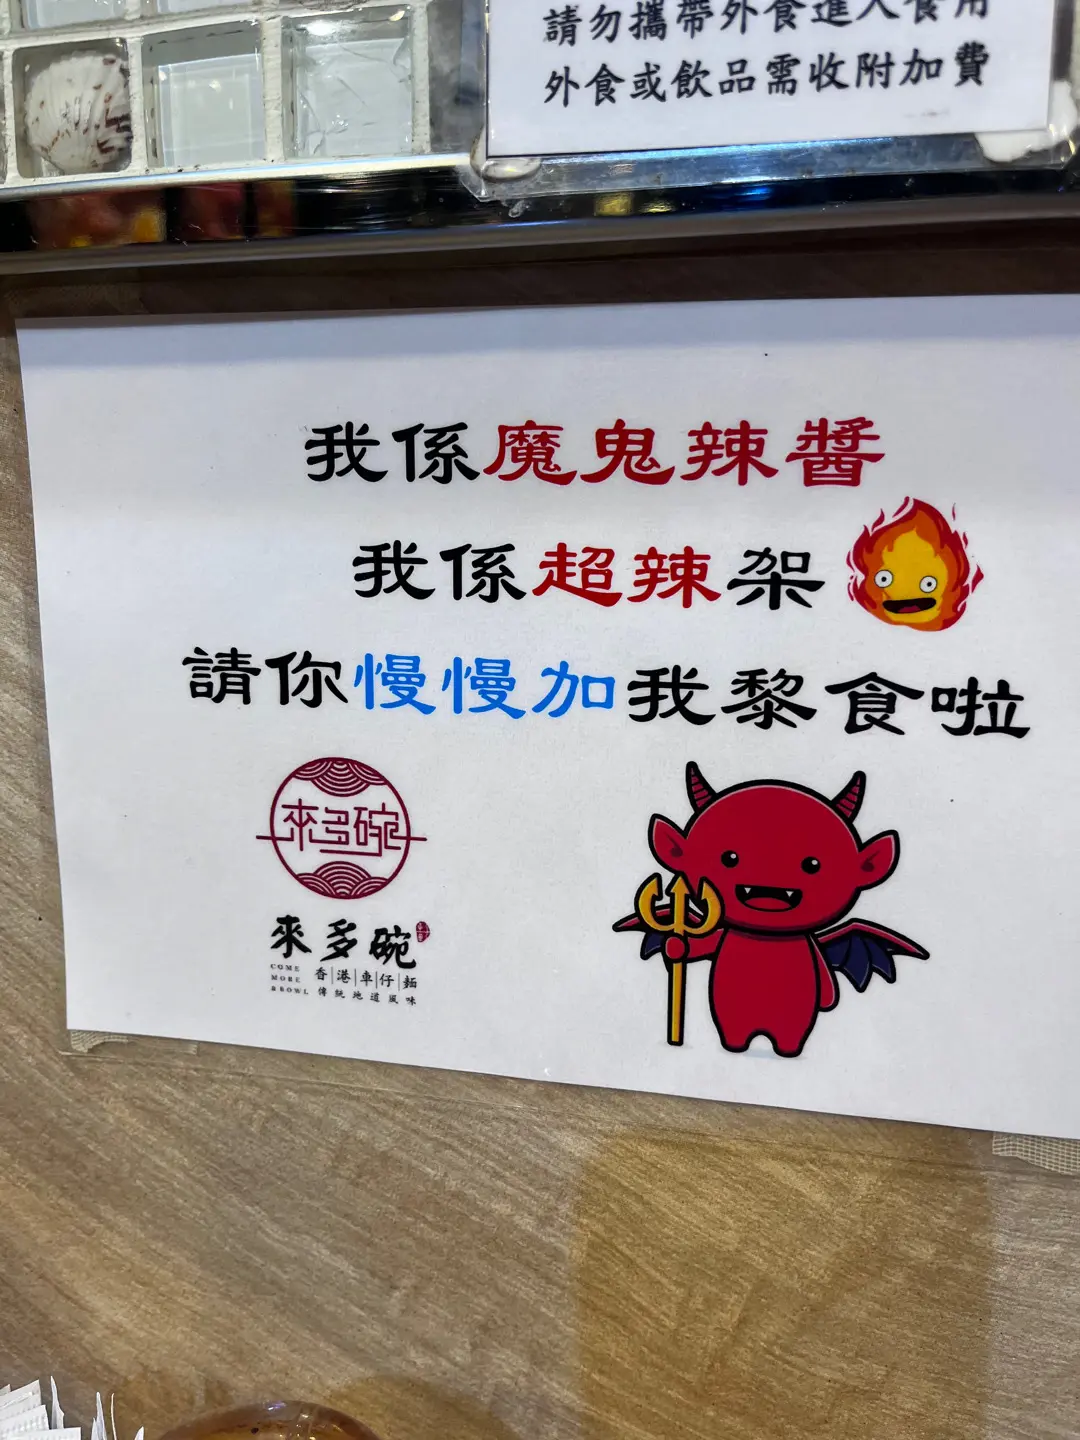 請勿攜帶外食進入食用
外食或飲品需收附加費
我係魔鬼辣醬
我係超辣架
請你慢慢加我黎食啦
來多碗
來多碗
COME
MORE
BBOWL
香港車仔麵
傳統地道風味